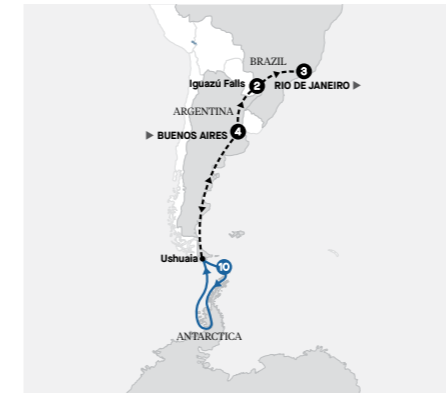 BRAZIL
3
Iguazú Falls 2 RIO DE JANEIRO ▶
ARGENTINA
▶ BUENOS AIRES 4
Ushuaia
10
ANTARCTICA